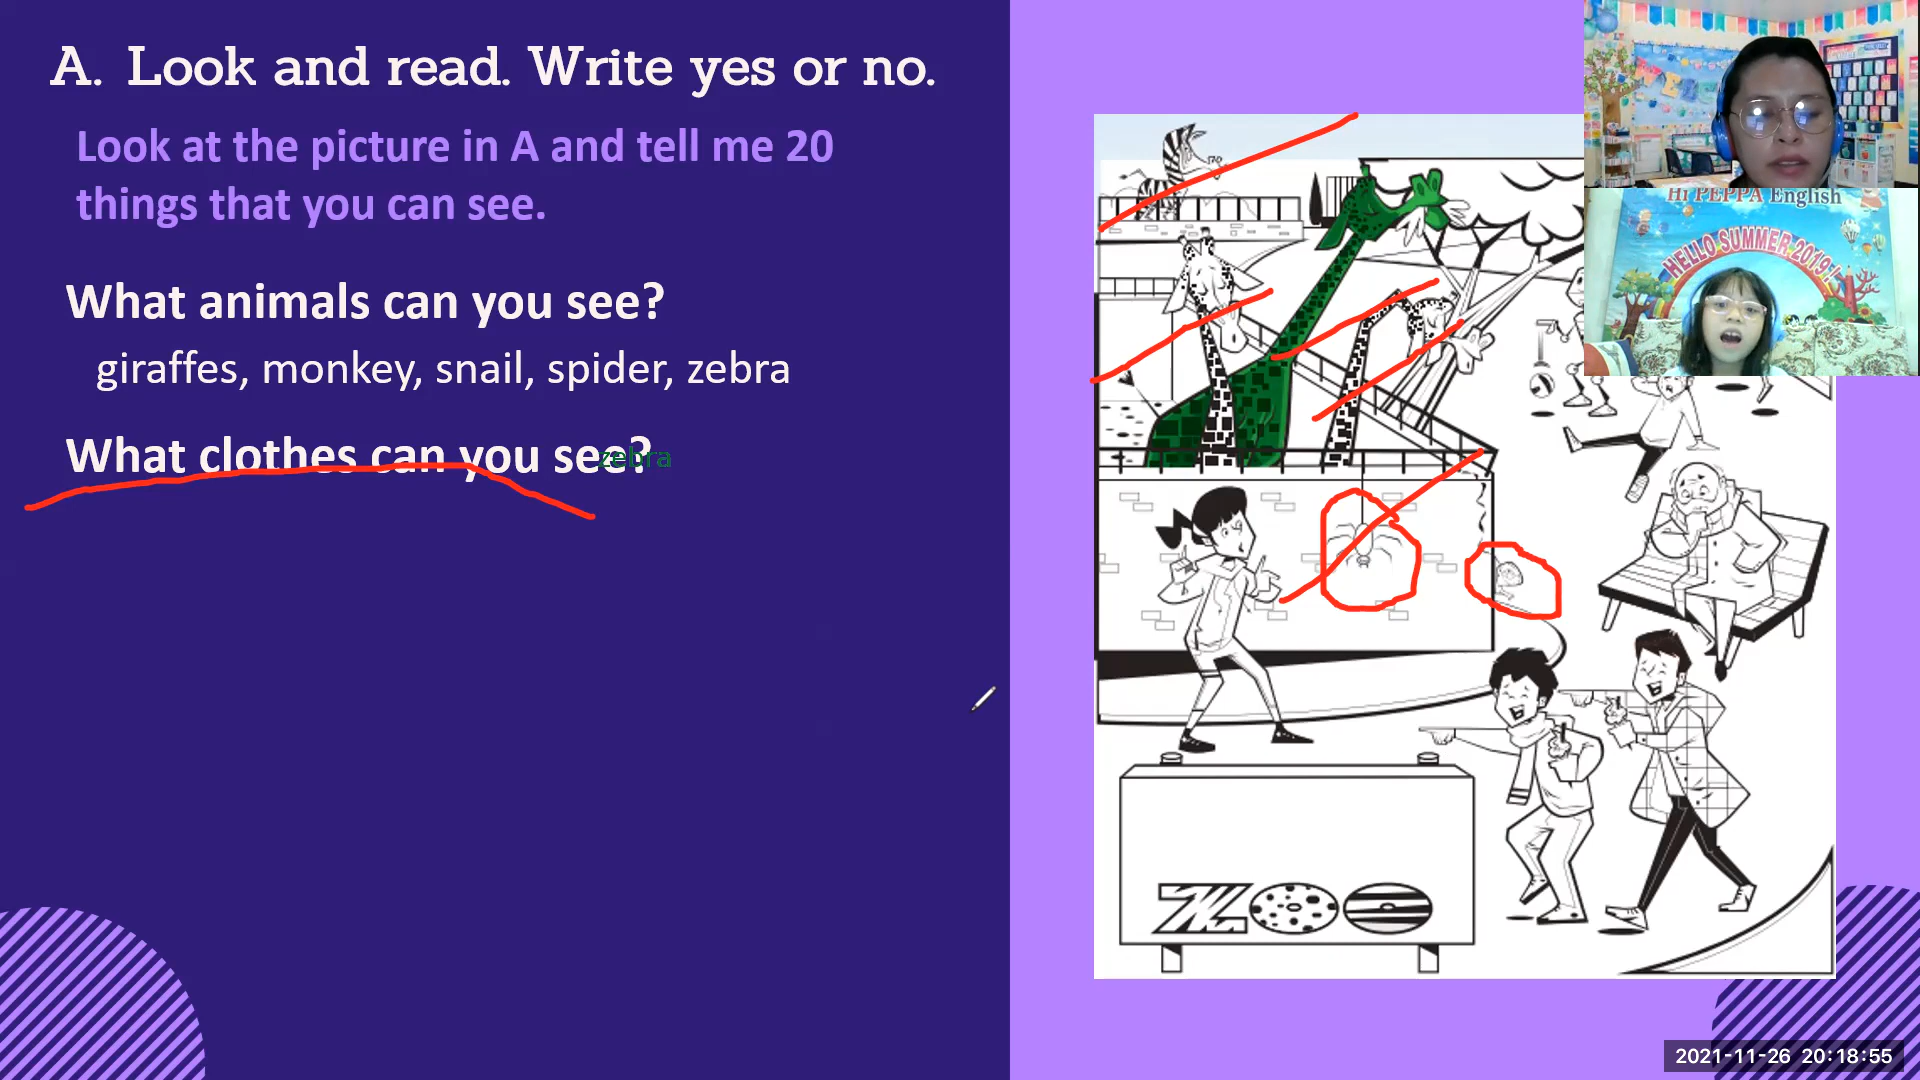 A. Look and read. Write yes or no.
Look at the picture in A and tell me 20
things that you can see.
What animals can you see?
giraffes, monkey, snail, spider, zebra
What clothes can you see?
zebra
ZOO
Hi PEPPA English
HELLO SUMMER 2019!
2021-11-26 20:18:55